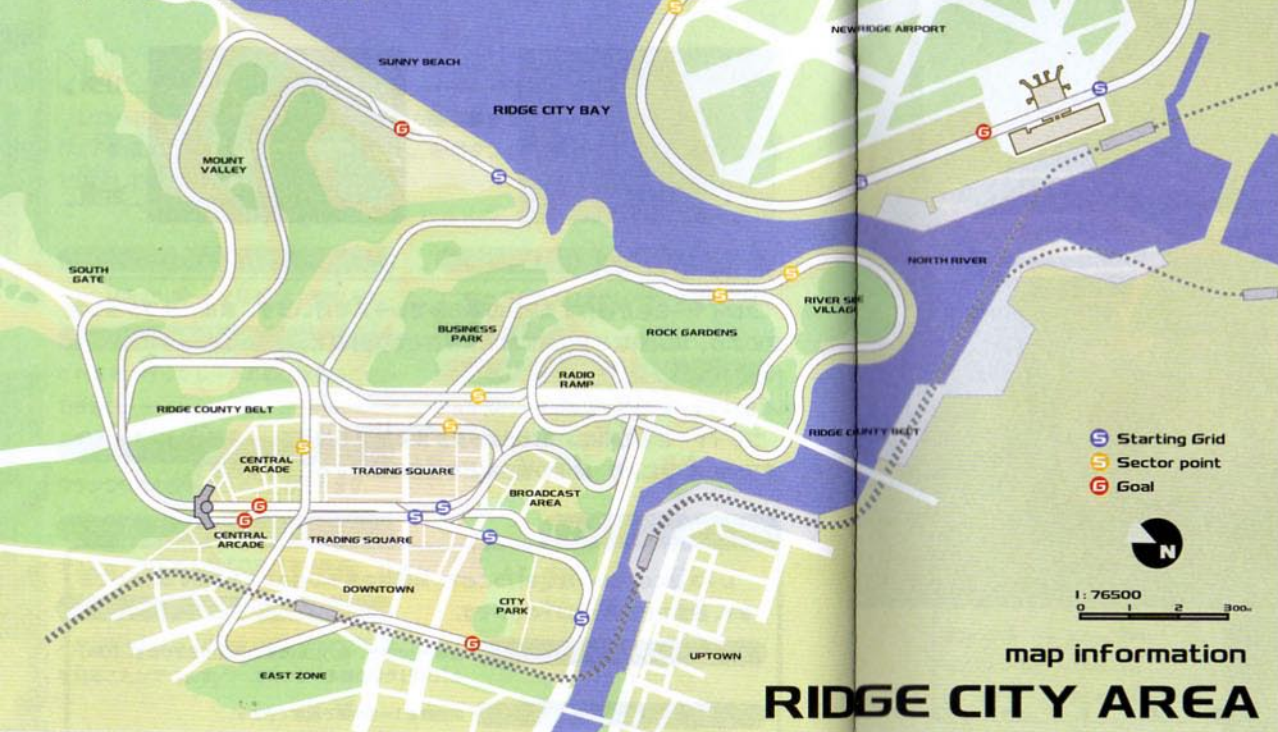 NEWRIDGE AIRPORT
SUNNY BEACH
RIDGE CITY BAY
S
S
G
G
S
S
MOUNT
VALLEY
SOUTH
GATE
NORTH RIVER
S
S
RIVER SIDE
VILLAGE
BUSINESS
PARK
ROCK GARDENS
RADIO
RAMP
S
RIDGE COUNTY BELT
S
RIDGE COUNTY BELT
S
CENTRAL
ARCADE
TRADING SQUARE
BROADCAST
AREA
G
S
G
S
CENTRAL
ARCADE
TRADING SQUARE
S
DOWNTOWN
CITY
PARK
S
G
UPTOWN
EAST ZONE
S Starting Grid
S Sector point
G Goal
N
1 : 76500
0 1 2 300m
map information
RIDGE CITY AREA